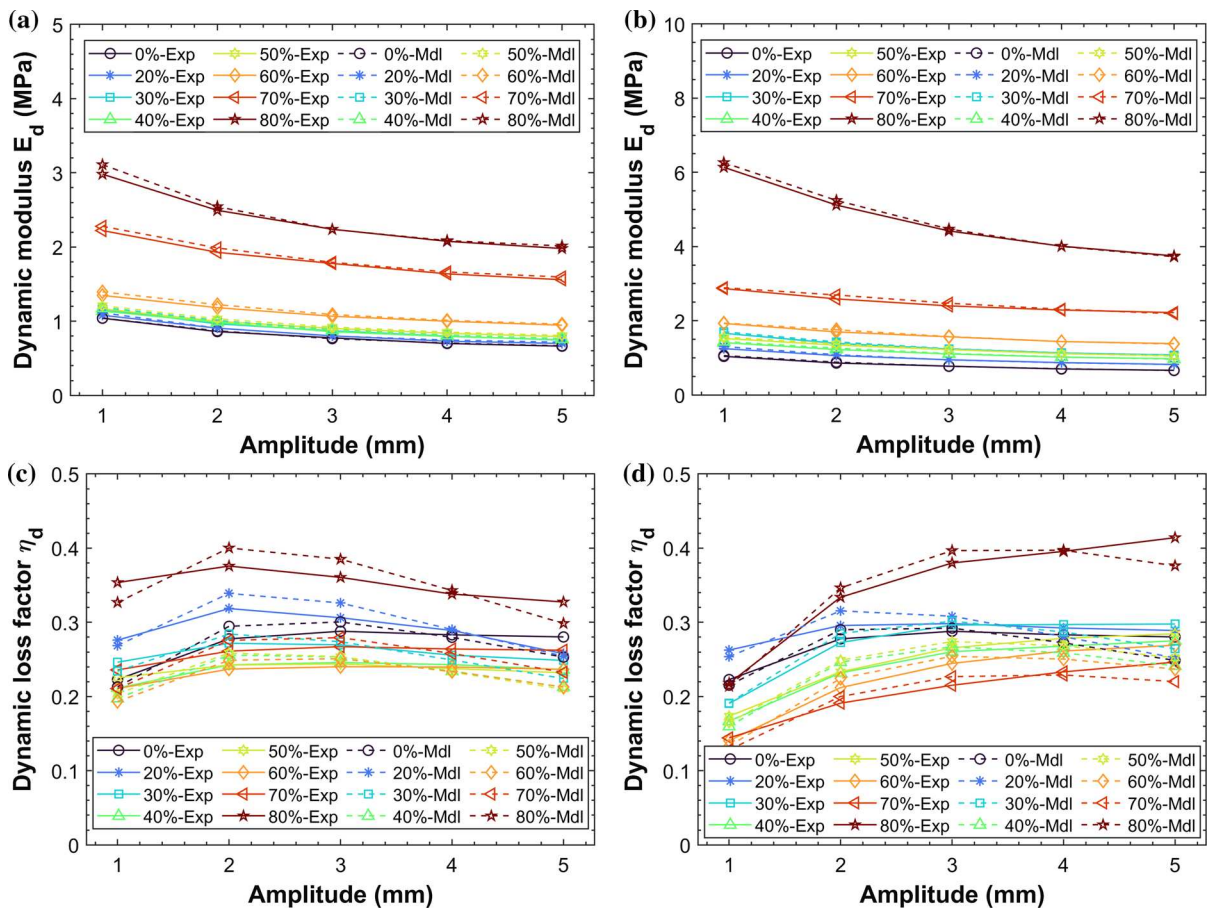 (a)
Dynamic modulus E_d (MPa)
5
4
3
2
1
0
0%-Exp 50%-Exp 0%-Mdl 50%-Mdl
20%-Exp 60%-Exp 20%-Mdl 60%-Mdl
30%-Exp 70%-Exp 30%-Mdl 70%-Mdl
40%-Exp 80%-Exp 40%-Mdl 80%-Mdl
1 2 3 4 5
Amplitude (mm)
(b)
Dynamic modulus E_d (MPa)
10
8
6
4
2
0
0%-Exp 50%-Exp 0%-Mdl 50%-Mdl
20%-Exp 60%-Exp 20%-Mdl 60%-Mdl
30%-Exp 70%-Exp 30%-Mdl 70%-Mdl
40%-Exp 80%-Exp 40%-Mdl 80%-Mdl
1 2 3 4 5
Amplitude (mm)
(c)
Dynamic loss factor η_d
0.5
0.4
0.3
0.2
0.1
0
0%-Exp 50%-Exp 0%-Mdl 50%-Mdl
20%-Exp 60%-Exp 20%-Mdl 60%-Mdl
30%-Exp 70%-Exp 30%-Mdl 70%-Mdl
40%-Exp 80%-Exp 40%-Mdl 80%-Mdl
1 2 3 4 5
Amplitude (mm)
(d)
Dynamic loss factor η_d
0.5
0.4
0.3
0.2
0.1
0
0%-Exp 50%-Exp 0%-Mdl 50%-Mdl
20%-Exp 60%-Exp 20%-Mdl 60%-Mdl
30%-Exp 70%-Exp 30%-Mdl 70%-Mdl
40%-Exp 80%-Exp 40%-Mdl 80%-Mdl
1 2 3 4 5
Amplitude (mm)